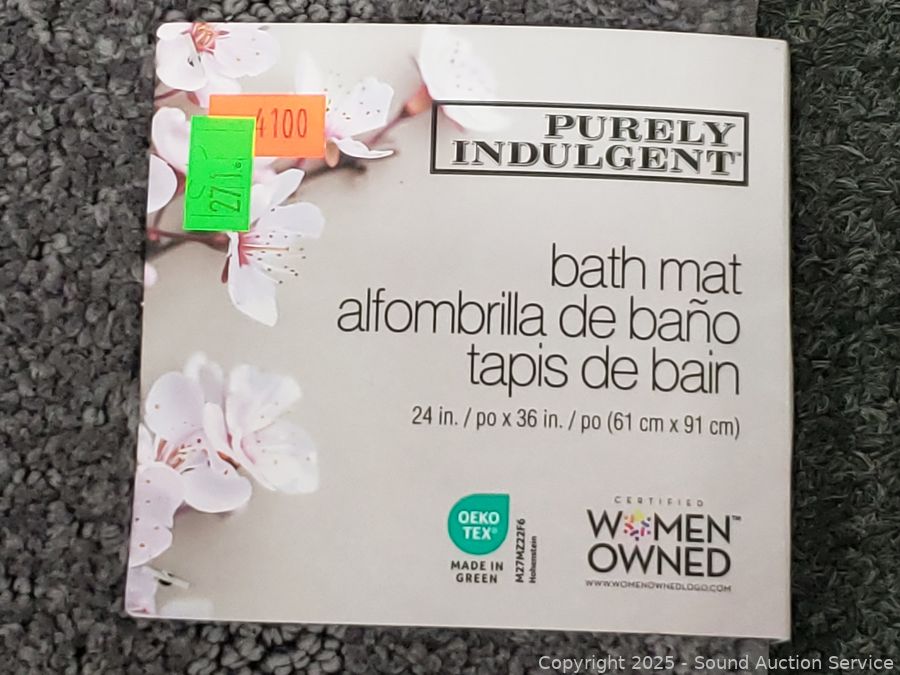 4100
271
PURELY
INDULGENT
bath mat
alfombrilla de baño
tapis de bain
24 in. / po x 36 in. / po (61 cm x 91 cm)
OEKO
TEX®
MADE IN
GREEN
M27MZ22F6
Hohenstein
CERTIFIED
WOMEN™
OWNED
WWW.WOMENOWNEDLOGO.COM
Copyright 2025 - Sound Auction Service